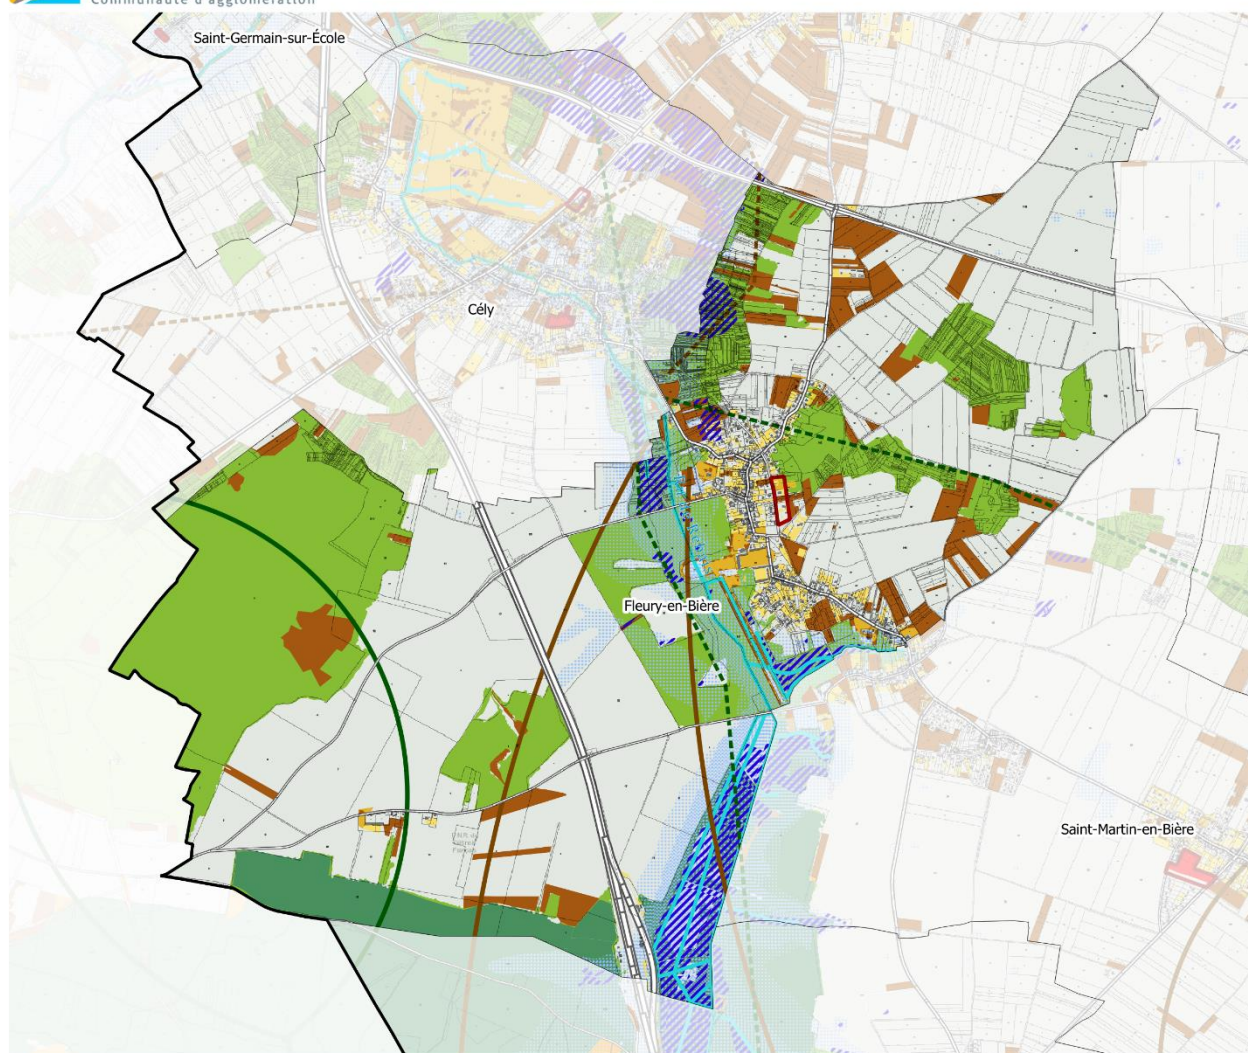 Communauté d'agglomération
Saint-Germain-sur-École
Cély
Fleury-en-Bière
Saint-Martin-en-Bière